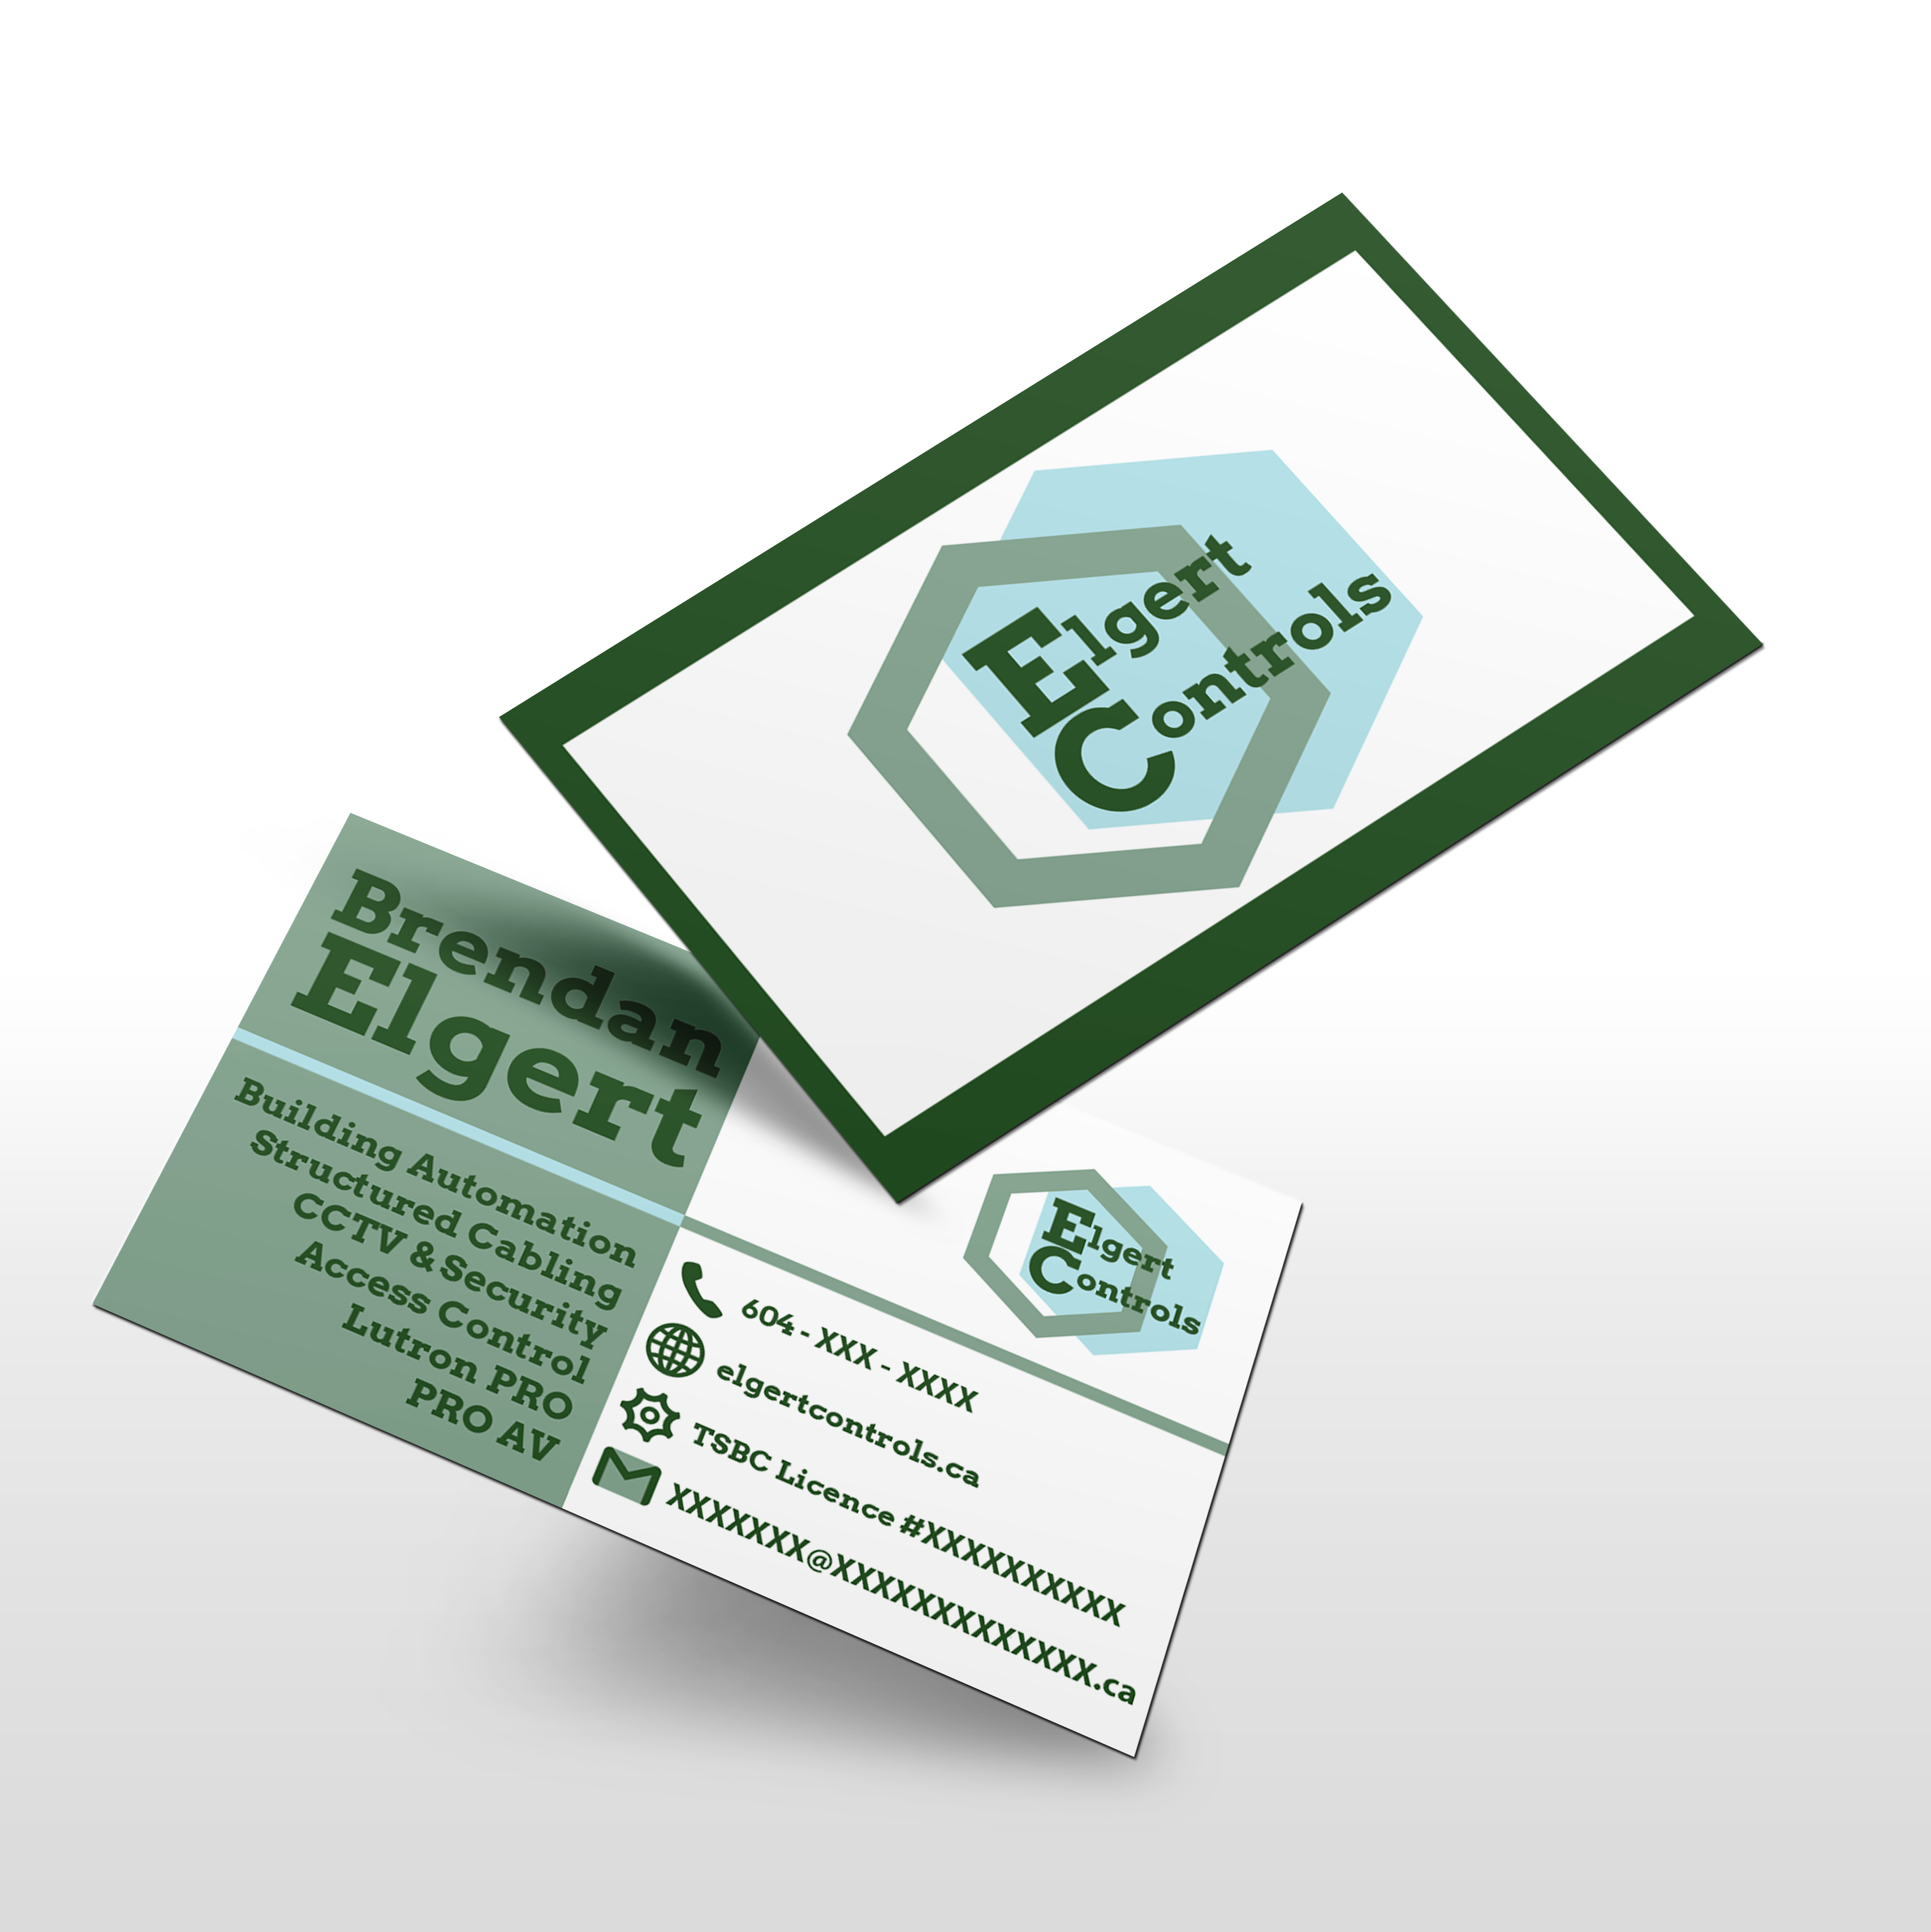 Elgert
Controls
Brendan
Elgert
Building Automation
Structured Cabling
CCTV & Security
Access Control
Lutron PRO
PRO AV
Elgert
Controls
604 - XXX - XXXX
elgertcontrols.ca
TSBC Licence #XXXXXXXXXX
XXXXXXX@XXXXXXXXXXXXX.ca